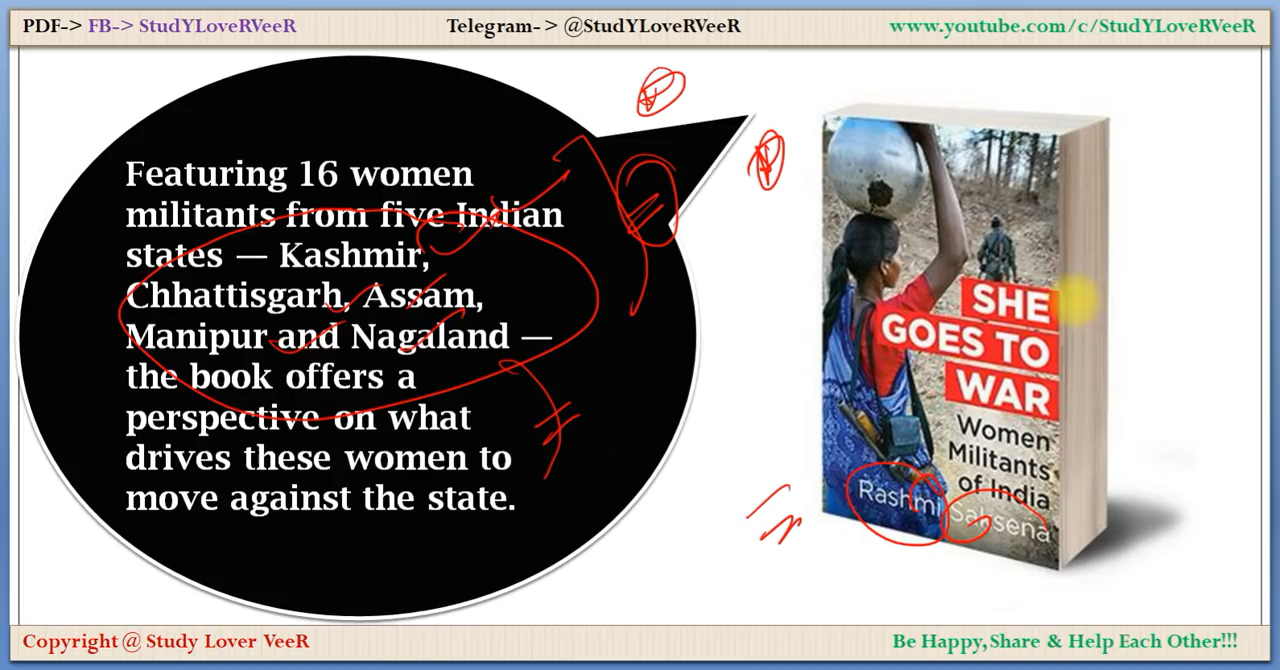 PDF-> FB-> StudYLoveRVeeR
Telegram-> @StudYLoveRVeeR
www.youtube.com/c/StudYLoveRVeeR
Featuring 16 women
militants from five Indian
states — Kashmir,
Chhattisgarh, Assam,
Manipur and Nagaland —
the book offers a
perspective on what
drives these women to
move against the state.
SHE
GOES TO
WAR
Women
Militants
of India
Rashmi Saksena
Copyright @ Study Lover VeeR
Be Happy,Share & Help Each Other!!!